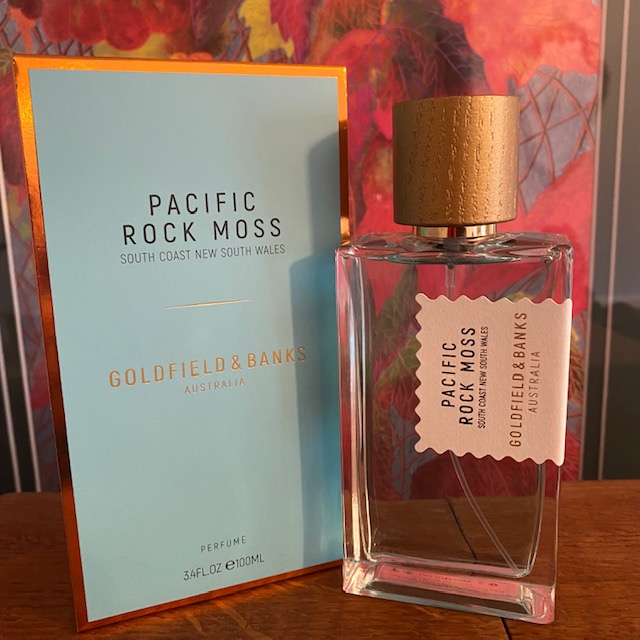 PACIFIC
ROCK MOSS
SOUTH COAST NEW SOUTH WALES
GOLDFIELD & BANKS
AUSTRALIA
PERFUME
3.4FL.OZ e100ML
PACIFIC
ROCK MOSS
SOUTH COAST NEW SOUTH WALES
GOLDFIELD & BANKS
AUSTRALIA